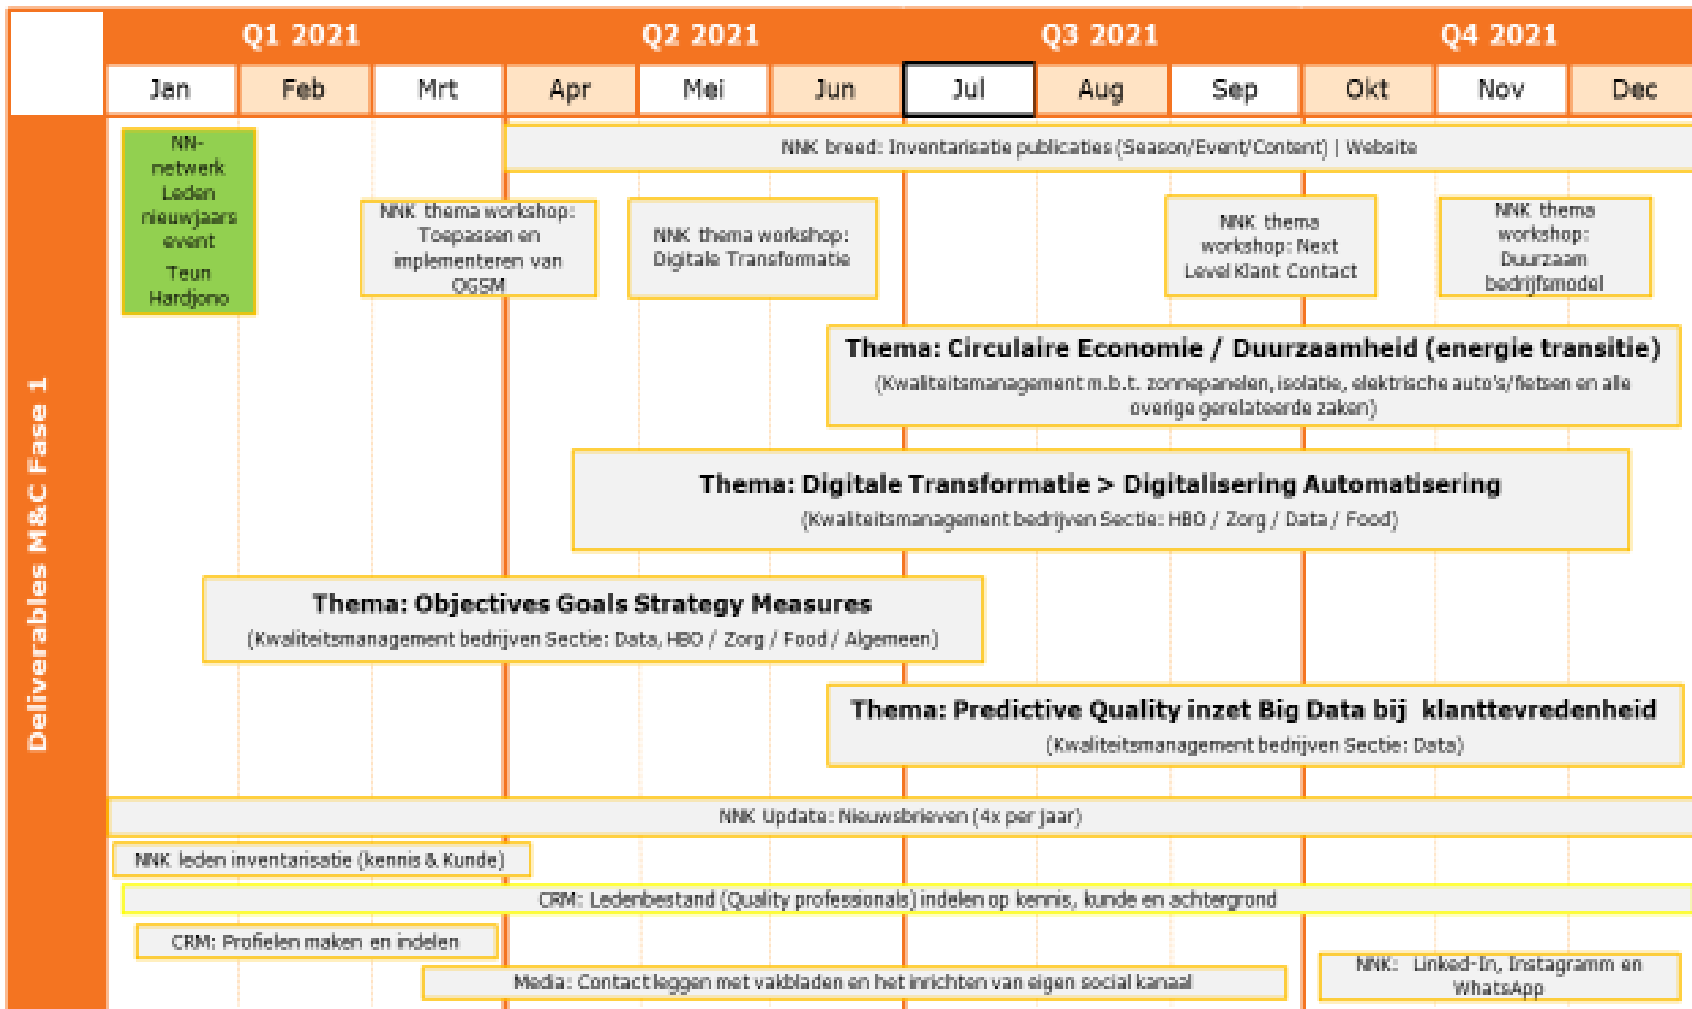 Q1 2021 Q2 2021 Q3 2021 Q4 2021
Jan Feb Mrt Apr Mei Jun Jul Aug Sep Okt Nov Dec
Deliverables M&C Fase 1
NN-
netwerk
Leden
nieuwjaars
event
Teun
Hardjono
NNK breed: Inventarisatie publicaties (Season/Event/Content) | Website
NNK thema workshop:
Toepassen en
implementeren van
OGSM
NNK thema workshop:
Digitale Transformatie
NNK thema
workshop: Next
Level Klant Contact
NNK thema
workshop:
Duurzaam
bedrijfsmodel
Thema: Circulaire Economie / Duurzaamheid (energie transitie)
(Kwaliteitsmanagement m.b.t. zonnepanelen, isolatie, elektrische auto's/fietsen en alle
overige gerelateerde zaken)
Thema: Digitale Transformatie > Digitalisering Automatisering
(Kwaliteitsmanagement bedrijven Sectie: HBO / Zorg / Data / Food)
Thema: Objectives Goals Strategy Measures
(Kwaliteitsmanagement bedrijven Sectie: Data, HBO / Zorg / Food / Algemeen)
Thema: Predictive Quality inzet Big Data bij klanttevredenheid
(Kwaliteitsmanagement bedrijven Sectie: Data)
NNK Update: Nieuwsbrieven (4x per jaar)
NNK leden inventarisatie (kennis & Kunde)
CRM: Ledenbestand (Quality professionals) indelen op kennis, kunde en achtergrond
CRM: Profielen maken en indelen
Media: Contact leggen met vakbladen en het inrichten van eigen social kanaal
NNK: Linked-In, Instagramm en
WhatsApp